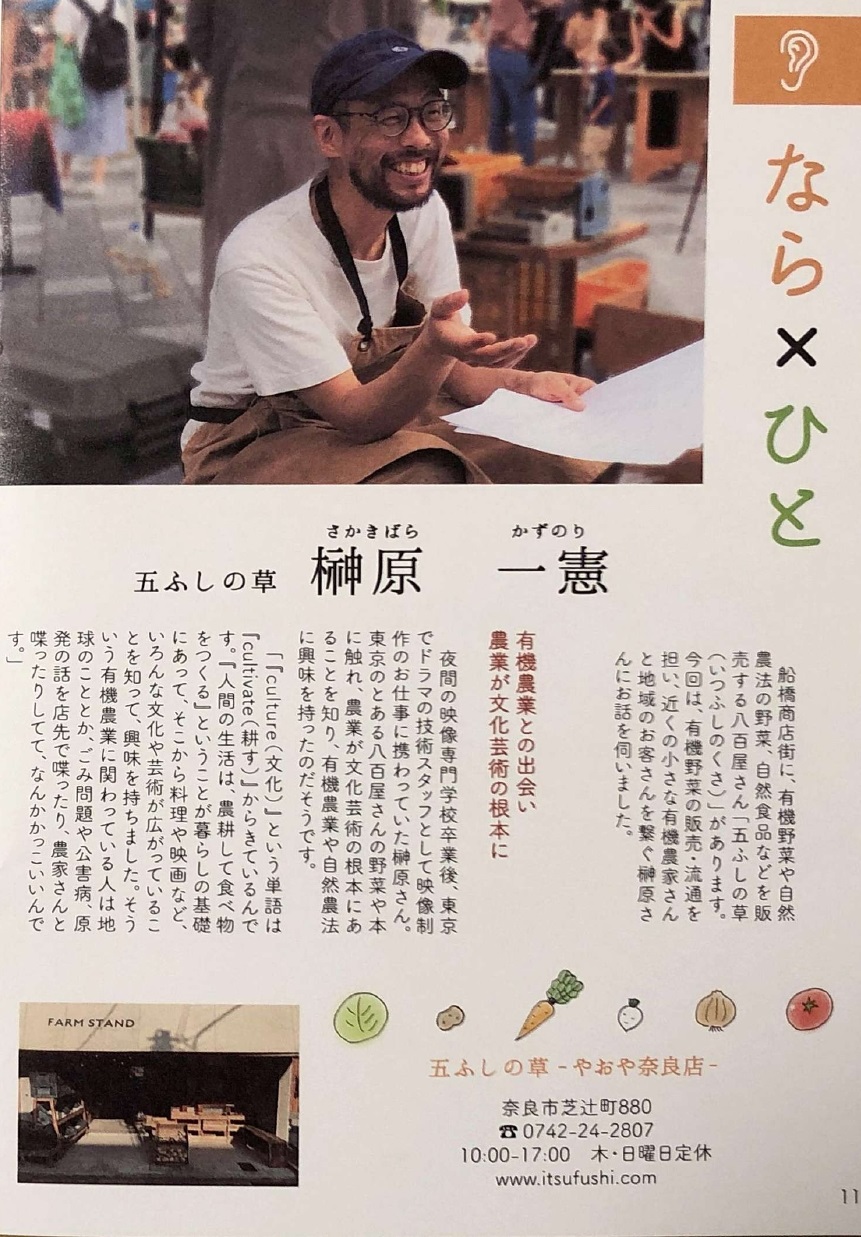 なら×ひと
さかきばら かずのり
五ふしの草 榊原 一憲
船橋商店街に、有機野菜や自然
農法の野菜、自然食品などを販
売する八百屋さん「五ふしの草
（いつふしのくさ）」があります。
今回は、有機野菜の販売・流通を
担い、近くの小さな有機農家さん
と地域のお客さんを繋ぐ榊原さ
んにお話を伺いました。
有機農業との出会い
農業が文化芸術の根本に
夜間の映像専門学校卒業後、東京
でドラマの技術スタッフとして映像制
作のお仕事に携わっていた榊原さん。
東京のとある八百屋さんの野菜や本
に触れ、農業が文化芸術の根本にあ
ることを知り、有機農業や自然農法
に興味を持ったのだそうです。
「『culture（文化）』という単語は
『cultivate（耕す）』からきているんで
す。『人間の生活は、農耕して食べ物
をつくる』ということが暮らしの基礎
にあって、そこから料理や映画など、
いろんな文化や芸術が広がっているこ
とを知って、興味を持ちました。そう
いう有機農業に関わっている人は地
球のこととか、ごみ問題や公害病、原
発の話を店先で喋ったり、農家さんと
喋ったりしてて、なんかかっこいいんで
す。」
FARM STAND
五ふしの草 -やおや奈良店-
奈良市芝辻町880
☎ 0742-24-2807
10:00-17:00 木・日曜日定休
www.itsufushi.com
11